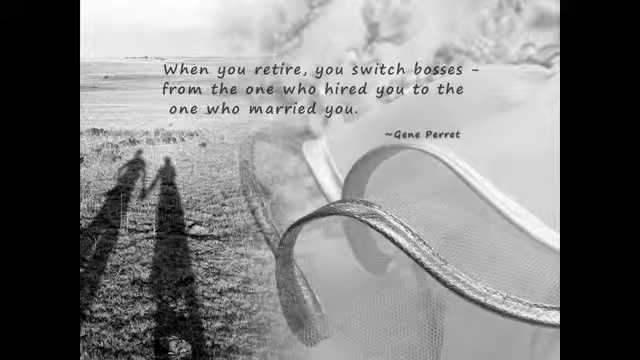 When you retire, you switch bosses -
from the one who hired you to the
one who married you.
~Gene Perret